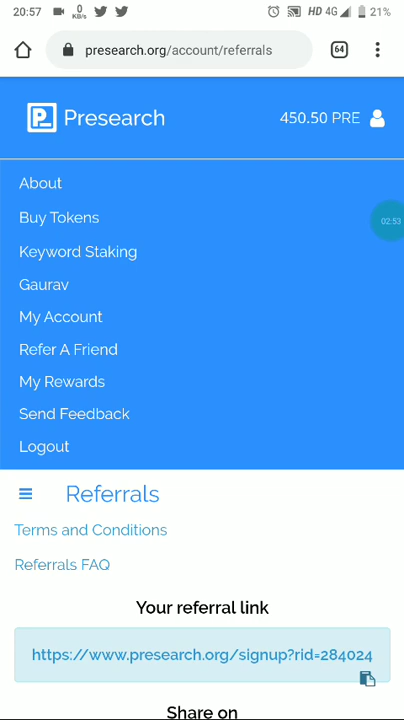 20:57 0 KB/s HD 4G 21%
presearch.org/account/referrals 64
P Presearch 450.50 PRE
About
Buy Tokens
02:53
Keyword Staking
Gaurav
My Account
Refer A Friend
My Rewards
Send Feedback
Logout
Referrals
Terms and Conditions
Referrals FAQ
Your referral link
https://www.presearch.org/signup?rid=284024
Share on